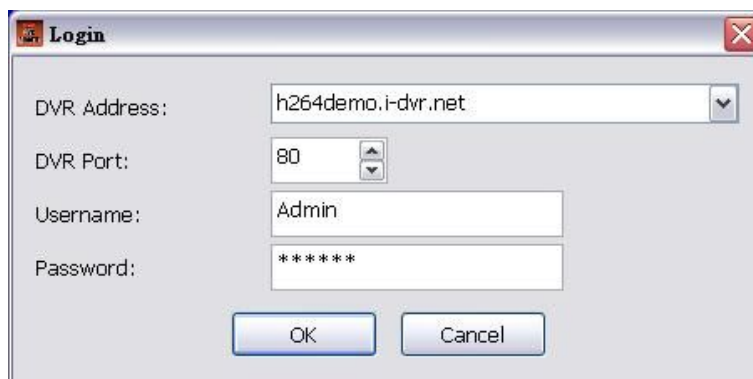 Login
DVR Address: h264demo.i-dvr.net
DVR Port: 80
Username: Admin
Password: ******
OK Cancel